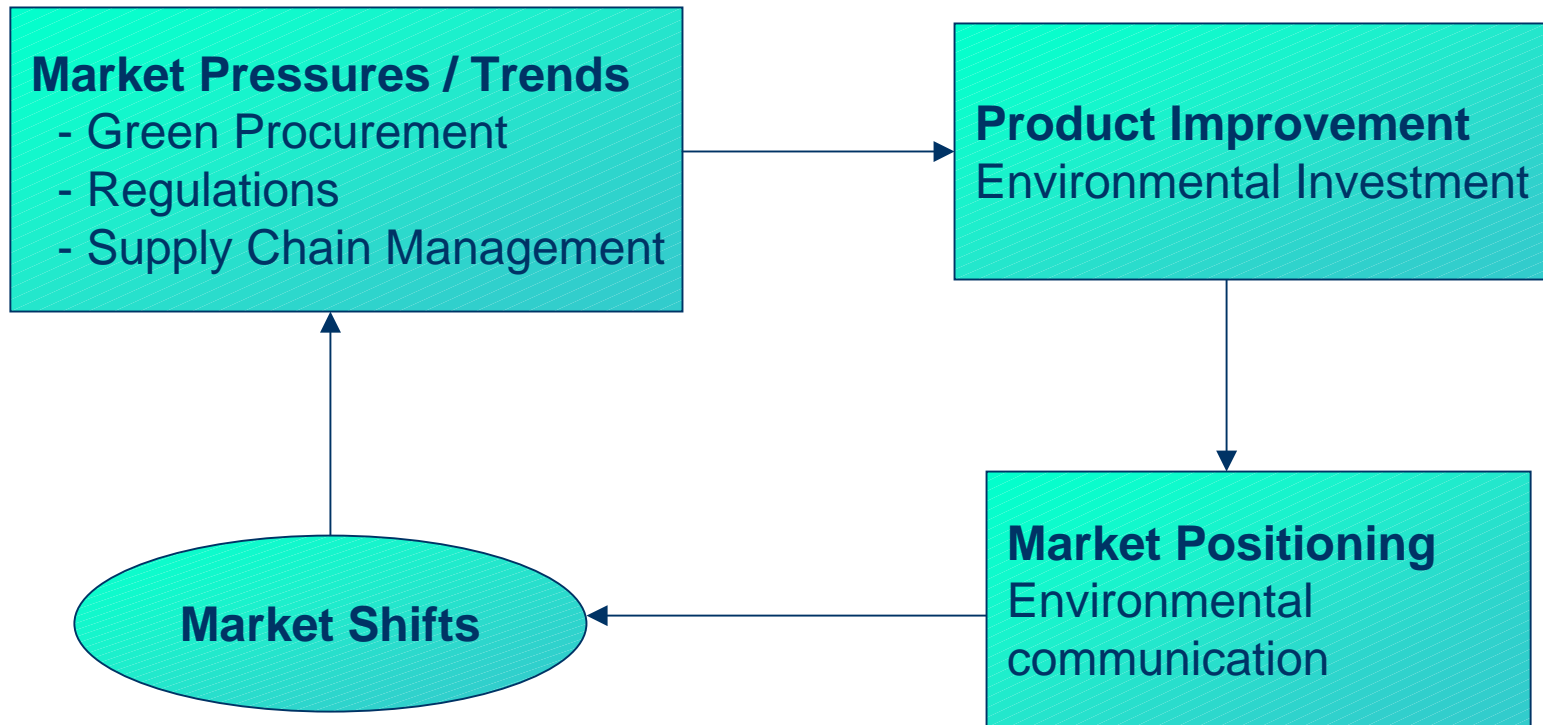 Market Pressures / Trends
- Green Procurement
- Regulations
- Supply Chain Management
Product Improvement
Environmental Investment
Market Positioning
Environmental
communication
Market Shifts